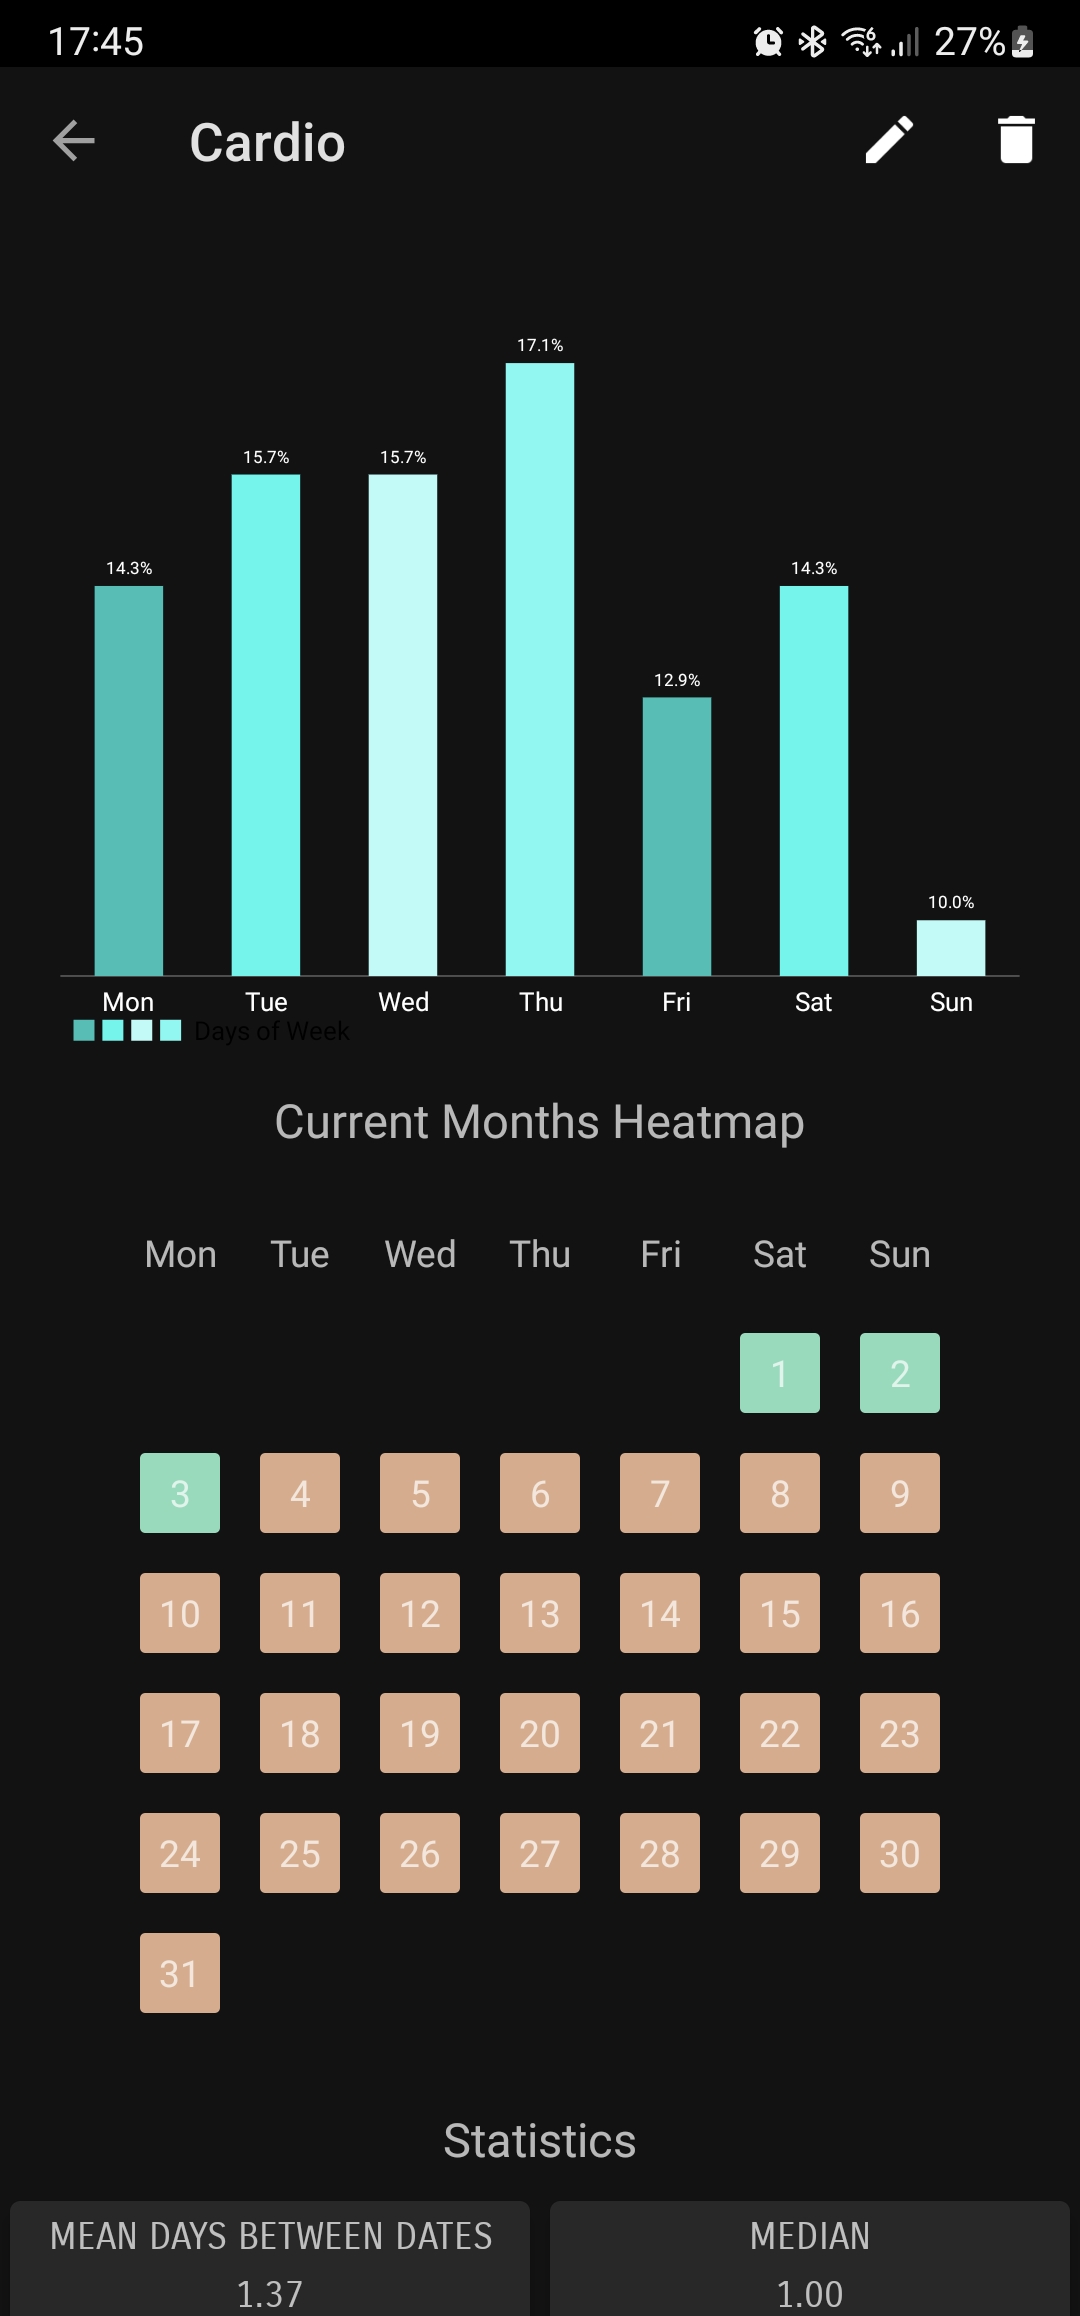 17:45 6 27%
Cardio
17.1%
15.7% 15.7%
14.3% 14.3%
12.9%
10.0%
Mon Tue Wed Thu Fri Sat Sun
Days of Week
Current Months Heatmap
Mon Tue Wed Thu Fri Sat Sun
1 2
3 4 5 6 7 8 9
10 11 12 13 14 15 16
17 18 19 20 21 22 23
24 25 26 27 28 29 30
31
Statistics
MEAN DAYS BETWEEN DATES MEDIAN
1.37 1.00